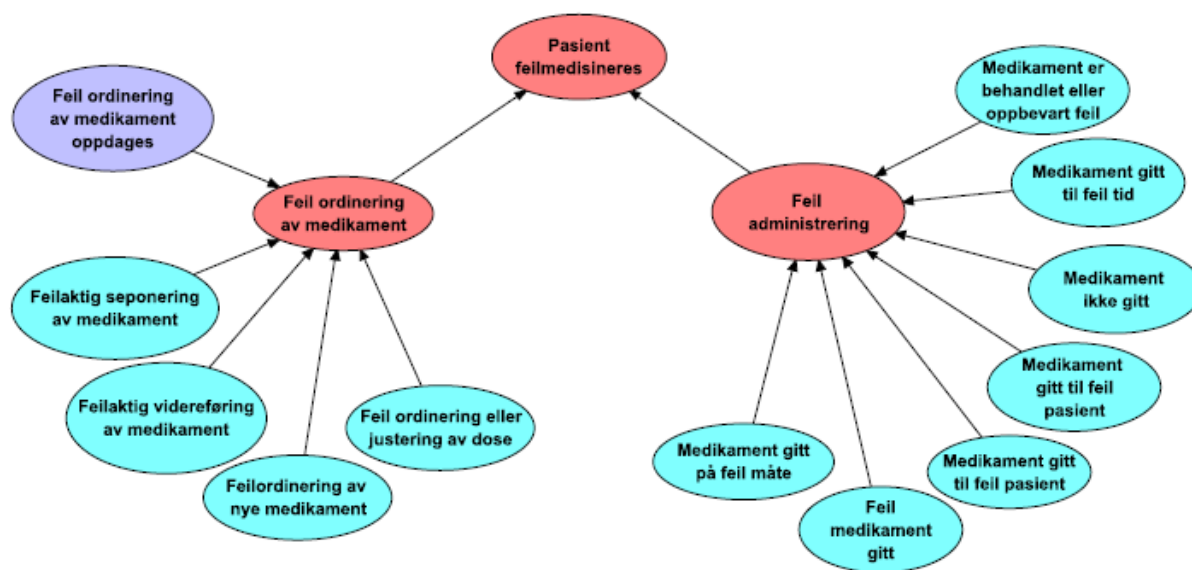 Pasient
feilmedisineres
Feil ordinering
av medikament
oppdages
Medikament er
behandlet eller
oppbevart feil
Feil ordinering
av medikament
Feil
administrering
Medikament gitt
til feil tid
Feilaktig seponering
av medikament
Medikament
ikke gitt
Feilaktig videreføring
av medikament
Feil ordinering eller
justering av dose
Medikament
gitt til feil
pasient
Feilordinering av
nye medikament
Medikament gitt
på feil måte
Medikament gitt
til feil pasient
Feil
medikament
gitt